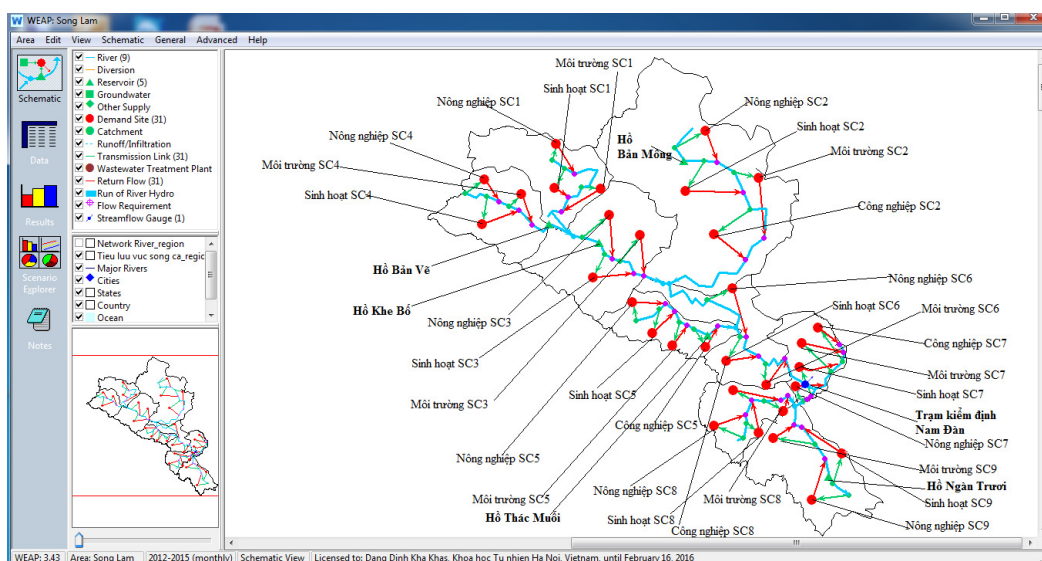 WEAP: Song Lam
Area Edit View Schematic General Advanced Help
Schematic
Data
Results
Scenario
Explorer
Notes
River (9)
Diversion
Reservoir (5)
Groundwater
Other Supply
Demand Site (31)
Catchment
Runoff/Infiltration
Transmission Link (31)
Wastewater Treatment Plant
Return Flow (31)
Run of River Hydro
Flow Requirement
Streamflow Gauge (1)
Network River_region
Tieu luu vuc song ca_regic
Major Rivers
Cities
States
Country
Ocean
Môi trường SC1
Sinh hoạt SC1
Nông nghiệp SC1
Nông nghiệp SC4
Môi trường SC4
Sinh hoạt SC4
Hồ
Bản Mồng
Nông nghiệp SC2
Sinh hoạt SC2
Môi trường SC2
Công nghiệp SC2
Hồ Bản Vẽ
Hồ Khe Bố
Nông nghiệp SC3
Sinh hoạt SC3
Môi trường SC3
Nông nghiệp SC5
Môi trường SC5
Hồ Thác Muối
Sinh hoạt SC5
Công nghiệp SC5
Nông nghiệp SC8
Sinh hoạt SC8
Môi trường SC8
Công nghiệp SC8
Nông nghiệp SC6
Sinh hoạt SC6
Môi trường SC6
Công nghiệp SC7
Môi trường SC7
Sinh hoạt SC7
Trạm kiểm định
Nam Đàn
Nông nghiệp SC7
Môi trường SC9
Hồ Ngàn Trươi
Sinh hoạt SC9
Nông nghiệp SC9
WEAP: 3.43 Area: Song Lam 2012-2015 (monthly) Schematic View Licensed to: Dang Dinh Kha Khas, Khoa hoc Tu nhien Ha Noi, Vietnam, until February 16, 2016